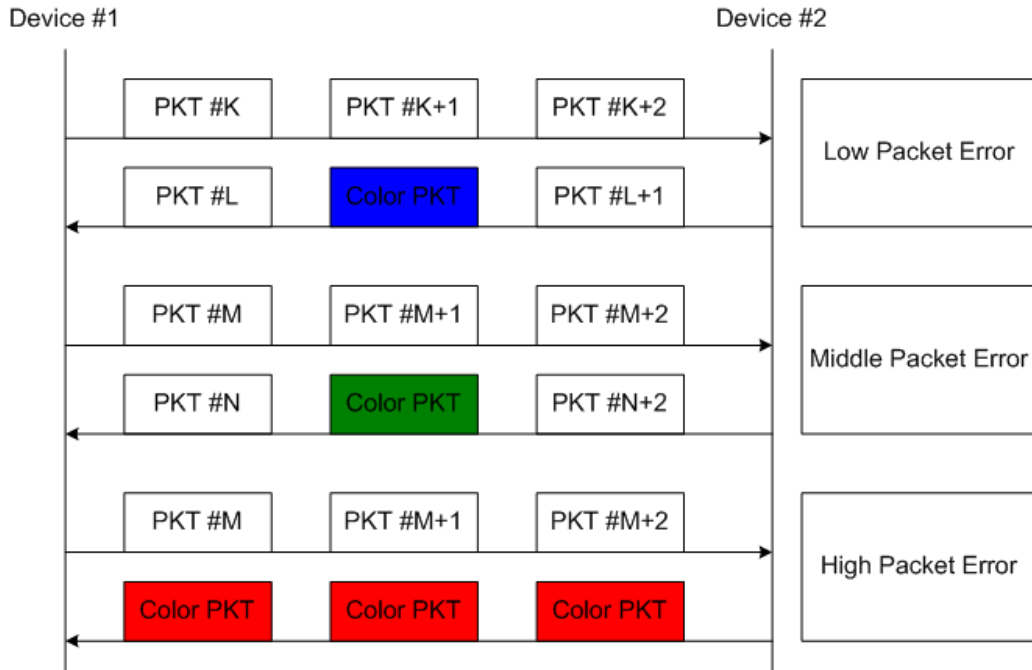 Device #1
Device #2
PKT #K
PKT #K+1
PKT #K+2
Low Packet Error
PKT #L
Color PKT
PKT #L+1
PKT #M
PKT #M+1
PKT #M+2
Middle Packet Error
PKT #N
Color PKT
PKT #N+2
PKT #M
PKT #M+1
PKT #M+2
High Packet Error
Color PKT
Color PKT
Color PKT